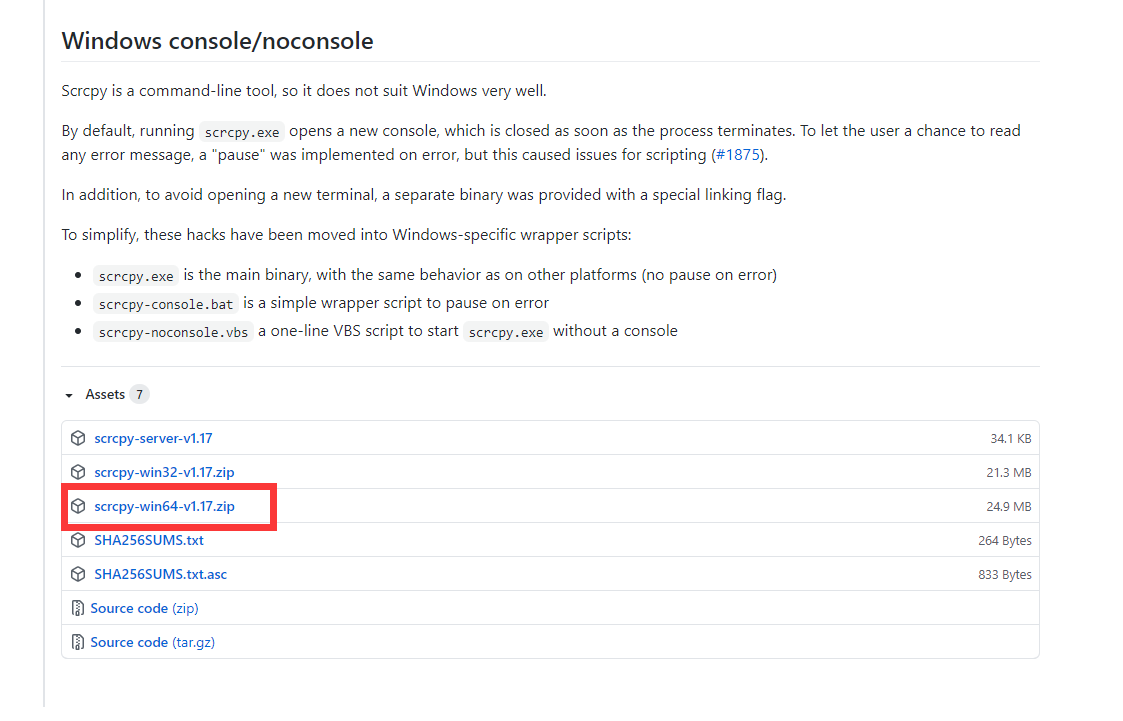 Windows console/noconsole
Scrcpy is a command-line tool, so it does not suit Windows very well.
By default, running scrcpy.exe opens a new console, which is closed as soon as the process terminates. To let the user a chance to read
any error message, a "pause" was implemented on error, but this caused issues for scripting (#1875).
In addition, to avoid opening a new terminal, a separate binary was provided with a special linking flag.
To simplify, these hacks have been moved into Windows-specific wrapper scripts:
scrcpy.exe is the main binary, with the same behavior as on other platforms (no pause on error)
scrcpy-console.bat is a simple wrapper script to pause on error
scrcpy-noconsole.vbs a one-line VBS script to start scrcpy.exe without a console
Assets 7
scrcpy-server-v1.17 34.1 KB
scrcpy-win32-v1.17.zip 21.3 MB
scrcpy-win64-v1.17.zip 24.9 MB
SHA256SUMS.txt 264 Bytes
SHA256SUMS.txt.asc 833 Bytes
Source code (zip)
Source code (tar.gz)